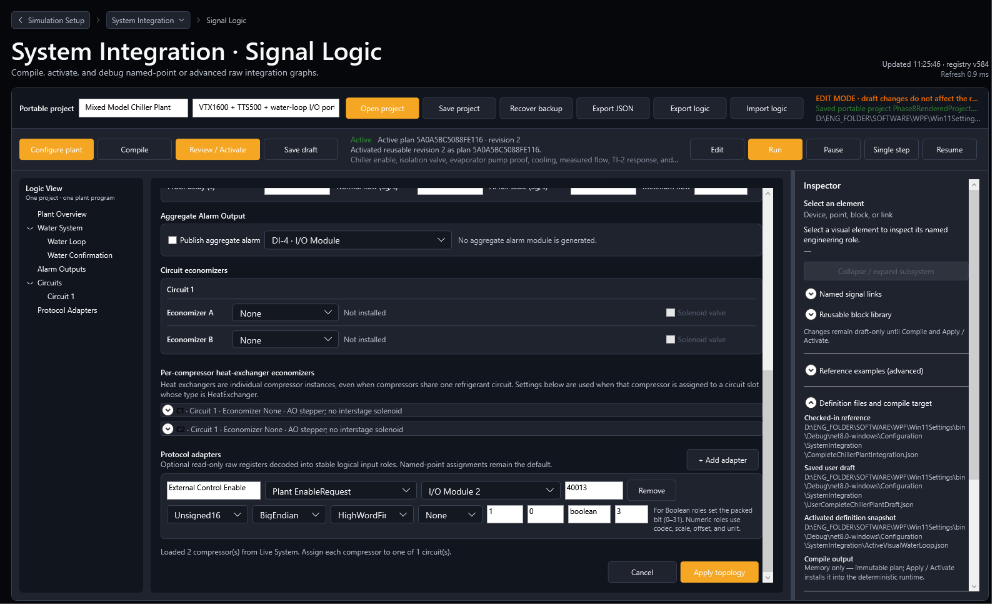 Simulation Setup
System Integration
Signal Logic
System Integration · Signal Logic
Compile, activate, and debug named-point or advanced raw integration graphs.
Updated 11:25:46 · registry v584
Refresh 0.9 ms
Portable project
Mixed Model Chiller Plant
VTX1600 + TTS500 + water-loop I/O port
Open project
Save project
Recover backup
Export JSON
Export logic
Import logic
EDIT MODE · draft changes do not affect the r...
Saved portable project Phase8RenderedProject....
D:\ENG_FOLDER\SOFTWARE\WPF\Win11Setting...
Configure plant
Compile
Review / Activate
Save draft
Active Active plan 5A0A5BC5088FE116 · revision 2
Activated reusable revision 2 as plan 5A0A5BC5088FE116.
Chiller enable, isolation valve, evaporator pump proof, cooling, measured flow, TI-2 response, and...
Edit
Run
Pause
Single step
Resume
Logic View
One project · one plant program
Plant Overview
Water System
Water Loop
Water Confirmation
Alarm Outputs
Circuits
Circuit 1
Protocol Adapters
Proof delay (s)
Normal flow (kg/s)
AI full scale (kg/s)
Minimum flow
Aggregate Alarm Output
Publish aggregate alarm
DI-4 · I/O Module
No aggregate alarm module is generated.
Circuit economizers
Circuit 1
Economizer A
None
Not installed
Solenoid valve
Economizer B
None
Not installed
Solenoid valve
Per-compressor heat-exchanger economizers
Heat exchangers are individual compressor instances, even when compressors share one refrigerant circuit. Settings below are used when that compressor is assigned to a circuit slot
whose type is HeatExchanger.
C1 · Circuit 1 · Economizer None · AO stepper; no interstage solenoid
C2 · Circuit 1 · Economizer None · AO stepper; no interstage solenoid
Protocol adapters
Optional read-only raw registers decoded into stable logical input roles. Named-point assignments remain the default.
+ Add adapter
External Control Enable
Plant EnableRequest
I/O Module 2
40013
Remove
Unsigned16
BigEndian
HighWordFir
None
1
0
boolean
3
For Boolean roles set the packed
bit (0–31). Numeric roles use
codec, scale, offset, and unit.
Loaded 2 compressor(s) from Live System. Assign each compressor to one of 1 circuit(s).
Cancel
Apply topology
Inspector
Select an element
Device, point, block, or link
Select a visual element to inspect its named
engineering role.
—
Collapse / expand subsystem
Named signal links
Reusable block library
Changes remain draft-only until Compile and Apply /
Activate.
Reference examples (advanced)
Definition files and compile target
Checked-in reference
D:\ENG_FOLDER\SOFTWARE\WPF\Win11Settings\bin
\Debug\net8.0-windows\Configuration
\SystemIntegration
\CompleteChillerPlantIntegration.json
Saved user draft
D:\ENG_FOLDER\SOFTWARE\WPF\Win11Settings\bin
\Debug\net8.0-windows\Configuration
\SystemIntegration
\UserCompleteChillerPlantDraft.json
Activated definition snapshot
D:\ENG_FOLDER\SOFTWARE\WPF\Win11Settings\bin
\Debug\net8.0-windows\Configuration
\SystemIntegration\ActiveVisualWaterLoop.json
Compile output
Memory only — immutable plan; Apply / Activate
installs it into the deterministic runtime.